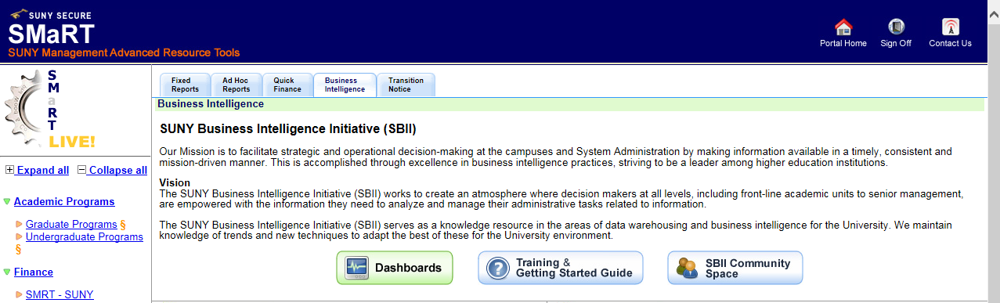 SUNY SECURE
SMaRT
SUNY Management Advanced Resource Tools
Portal Home
Sign Off
Contact Us
S
M
a
R
T
LIVE!
Expand all
Collapse all
Academic Programs
Graduate Programs §
Undergraduate Programs
§
Finance
SMRT - SUNY
Fixed
Reports
Ad Hoc
Reports
Quick
Finance
Business
Intelligence
Transition
Notice
Business Intelligence
SUNY Business Intelligence Initiative (SBII)
Our Mission is to facilitate strategic and operational decision-making at the campuses and System Administration by making information available in a timely, consistent and
mission-driven manner. This is accomplished through excellence in business intelligence practices, striving to be a leader among higher education institutions.
Vision
The SUNY Business Intelligence Initiative (SBII) works to create an atmosphere where decision makers at all levels, including front-line academic units to senior management,
are empowered with the information they need to analyze and manage their administrative tasks related to information.
The SUNY Business Intelligence Initiative (SBII) serves as a knowledge resource in the areas of data warehousing and business intelligence for the University. We maintain
knowledge of trends and new techniques to adapt the best of these for the University environment.
Dashboards
Training &
Getting Started Guide
SBII Community
Space